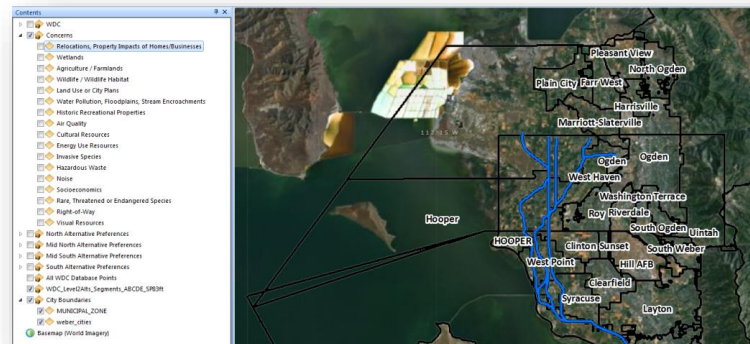 Contents
WDC
Concerns
Relocations, Property Impacts of Homes/Businesses
Wetlands
Agriculture / Farmlands
Wildlife / Wildlife Habitat
Land Use or City Plans
Water Pollution, Floodplains, Stream Encroachments
Historic Recreational Properties
Air Quality
Cultural Resources
Energy Use Resources
Invasive Species
Hazardous Waste
Noise
Socioeconomics
Rare, Threatened or Endangered Species
Right-of-Way
Visual Resources
North Alternative Preferences
Mid North Alternative Preferences
Mid South Alternative Preferences
South Alternative Preferences
All WDC Database Points
WDC_Level2Alts_Segments_ABCDE_SP83ft
City Boundaries
MUNICIPAL_ZONE
weber_cities
Basemap (World Imagery)
Pleasant View
North Ogden
Plain City
Farr West
Harrisville
Marriott-Slaterville
Ogden
Ogden
West Haven
Washington Terrace
Hooper
Roy
Riverdale
South Ogden
Uintah
HOOPER
Clinton
Sunset
South Weber
West Point
Hill AFB
Clearfield
Syracuse
Layton